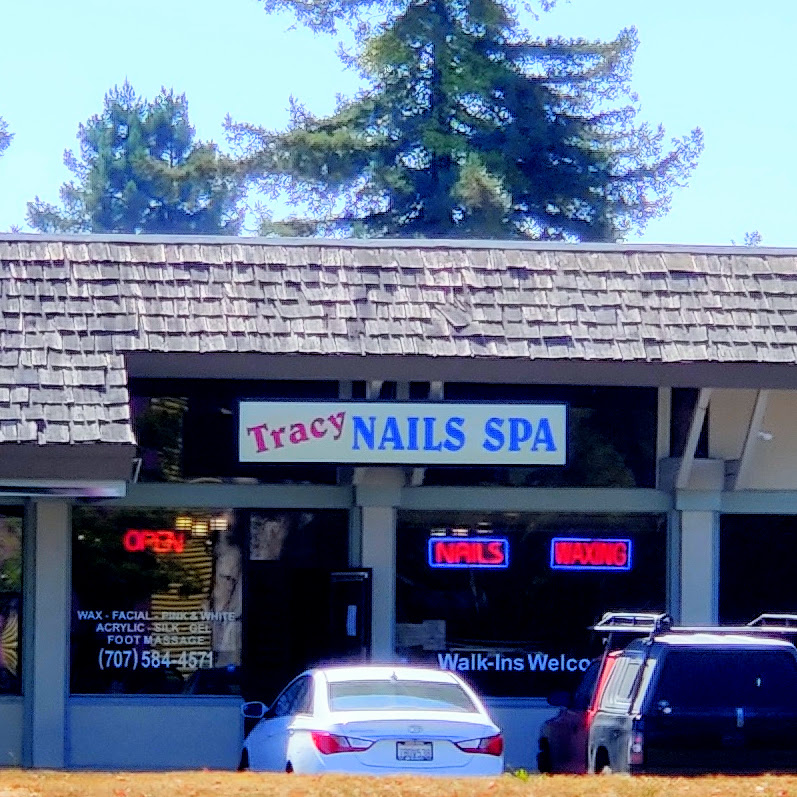 Tracy NAILS SPA
OPEN
NAILS
WAXING
WAX - FACIAL - PINK & WHITE
ACRYLIC - SILK - GEL
FOOT MASSAGE
(707) 584-4571
Walk-Ins Welco